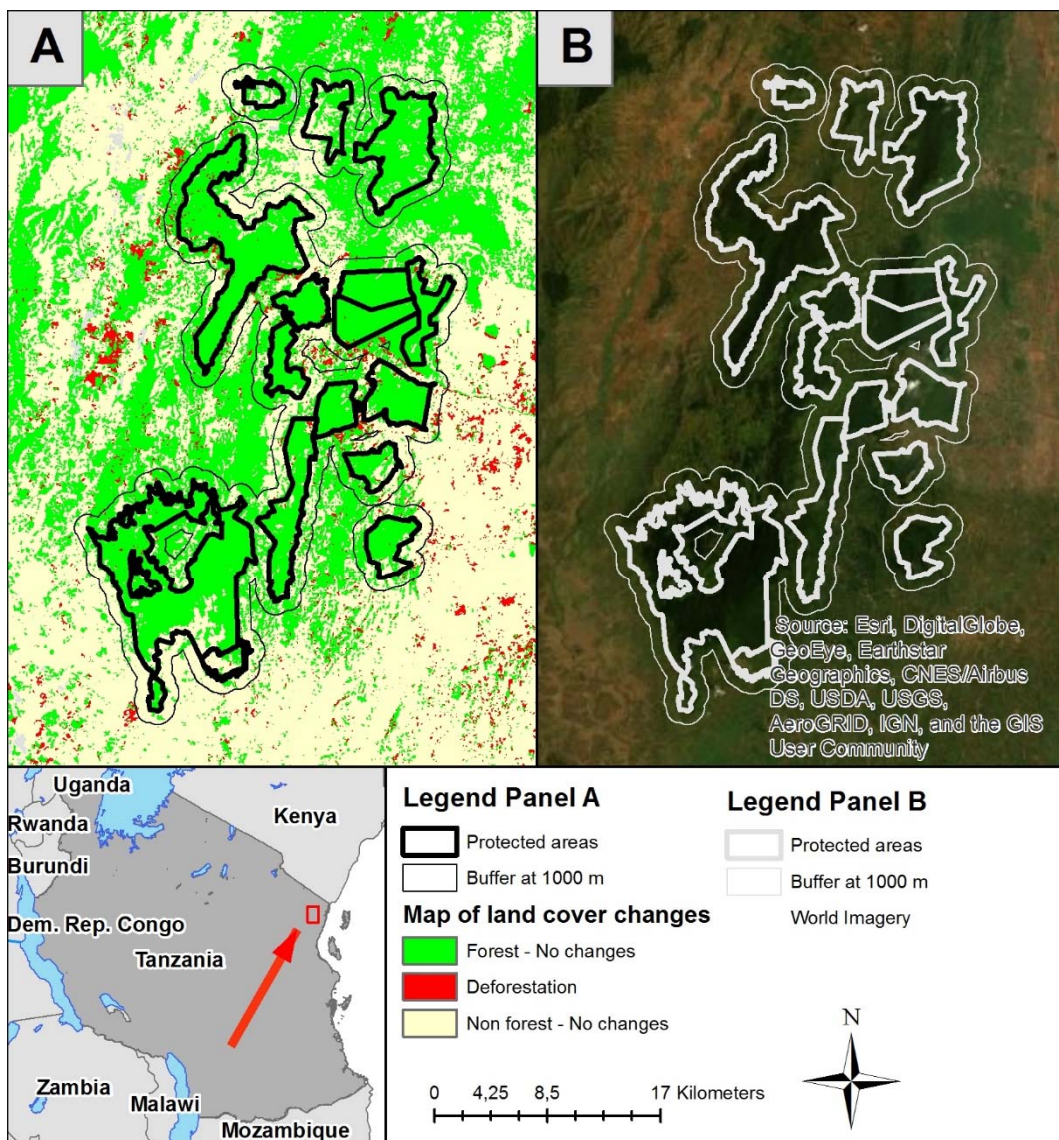 A
B
Source: Esri, DigitalGlobe,
GeoEye, Earthstar
Geographics, CNES/Airbus
DS, USDA, USGS,
AeroGRID, IGN, and the GIS
User Community
Uganda
Kenya
Rwanda
Burundi
Dem. Rep. Congo
Tanzania
Zambia
Malawi
Mozambique
Legend Panel A
Protected areas
Buffer at 1000 m
Map of land cover changes
Forest - No changes
Deforestation
Non forest - No changes
0 4,25 8,5 17 Kilometers
Legend Panel B
Protected areas
Buffer at 1000 m
World Imagery
N